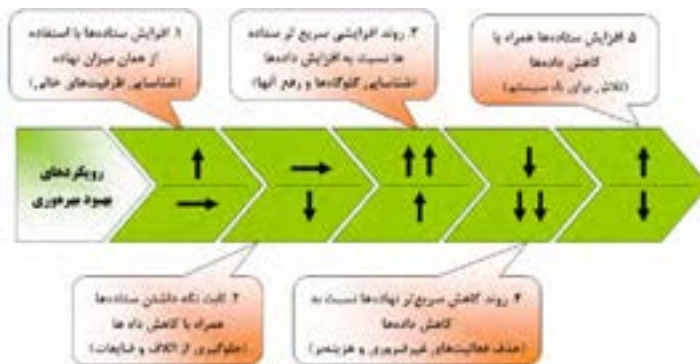 رویکردهای
بهبود بهره‌وری
۱. افزایش ستاده‌ها با استفاده
از همان میزان نهاده
(شناسایی ظرفیت‌های خالی)
۲. ثابت نگه داشتن ستاده‌ها
همراه با کاهش داه ها
(جلوگیری از اتلاف و ضایعات)
۳. روند افزایشی سریع تر ستاده
ها نسبت به افزایش داده‌ها
(شناسایی گلوگاه‌ها و رفع آنها)
۴. روند کاهش سریع‌تر نهاده‌ها نسبت به
کاهش داده‌ها
(حذف فعالیت‌های غیرضروری و هزینه‌بر)
۵. افزایش ستاده‌ها همراه با
کاهش داده‌ها
(تلاش برای یک سیستم)